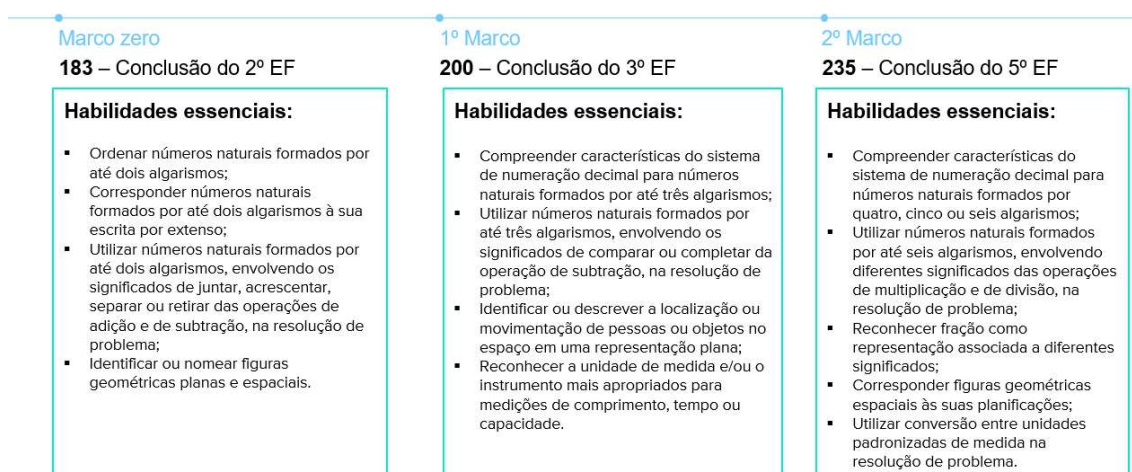 Marco zero
183 – Conclusão do 2º EF
Habilidades essenciais:
▪ Ordenar números naturais formados por
até dois algarismos;
▪ Corresponder números naturais
formados por até dois algarismos à sua
escrita por extenso;
▪ Utilizar números naturais formados por
até dois algarismos, envolvendo os
significados de juntar, acrescentar,
separar ou retirar das operações de
adição e de subtração, na resolução de
problema;
▪ Identificar ou nomear figuras
geométricas planas e espaciais.
1º Marco
200 – Conclusão do 3º EF
Habilidades essenciais:
▪ Compreender características do sistema
de numeração decimal para números
naturais formados por até três algarismos;
▪ Utilizar números naturais formados por
até três algarismos, envolvendo os
significados de comparar ou completar da
operação de subtração, na resolução de
problema;
▪ Identificar ou descrever a localização ou
movimentação de pessoas ou objetos no
espaço em uma representação plana;
▪ Reconhecer a unidade de medida e/ou o
instrumento mais apropriados para
medições de comprimento, tempo ou
capacidade.
2º Marco
235 – Conclusão do 5º EF
Habilidades essenciais:
▪ Compreender características do
sistema de numeração decimal para
números naturais formados por
quatro, cinco ou seis algarismos;
▪ Utilizar números naturais formados
por até seis algarismos, envolvendo
diferentes significados das operações
de multiplicação e de divisão, na
resolução de problema;
▪ Reconhecer fração como
representação associada a diferentes
significados;
▪ Corresponder figuras geométricas
espaciais às suas planificações;
▪ Utilizar conversão entre unidades
padronizadas de medida na
resolução de problema.